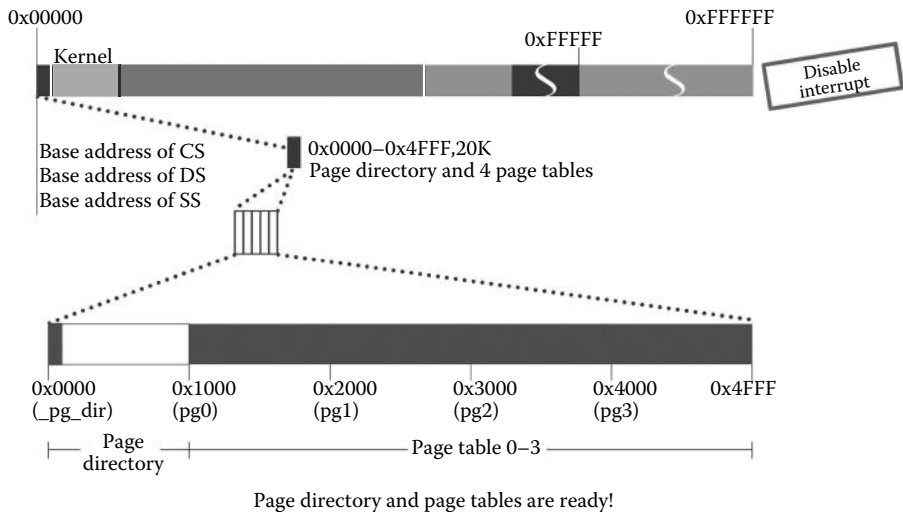 0x00000
0xFFFFFF
0xFFFFF
Kernel
Disable
interrupt
0x0000–0x4FFF,20K
Page directory and 4 page tables
Base address of CS
Base address of DS
Base address of SS
0x0000 0x1000 0x2000 0x3000 0x4000 0x4FFF
(_pg_dir) (pg0) (pg1) (pg2) (pg3)
Page
directory
Page table 0–3
Page directory and page tables are ready!